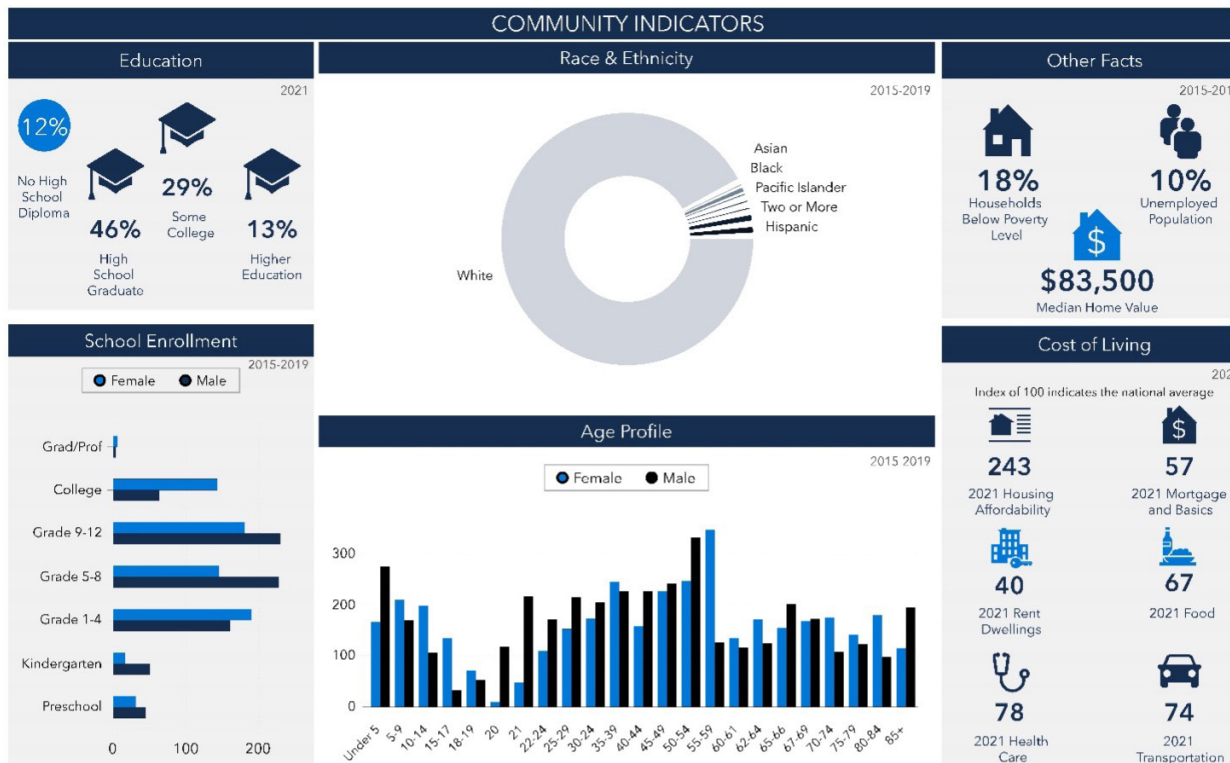 COMMUNITY INDICATORS
Education
2021
12%
No High
School
Diploma
46%
High
School
Graduate
29%
Some
College
13%
Higher
Education
Race & Ethnicity
2015-2019
Asian
Black
Pacific Islander
Two or More
Hispanic
White
Other Facts
2015-201
18%
Households
Below Poverty
Level
10%
Unemployed
Population
$
$83,500
Median Home Value
School Enrollment
2015-2019
Female Male
Grad/Prof
College
Grade 9-12
Grade 5-8
Grade 1-4
Kindergarten
Preschool
0 100 200
Age Profile
2015 2019
Female Male
300
200
100
0
Under 5 5-9 10-14 15-17 18-19 20 21 22-24 25-29 30-24 35-39 40-44 45-49 50-54 55-59 60-61 62-64 65-66 67-69 70-74 75-79 80-84 85+
Cost of Living
202
Index of 100 indicates the national average
243
2021 Housing
Affordability
$
57
2021 Mortgage
and Basics
40
2021 Rent
Dwellings
67
2021 Food
78
2021 Health
Care
74
2021
Transportation